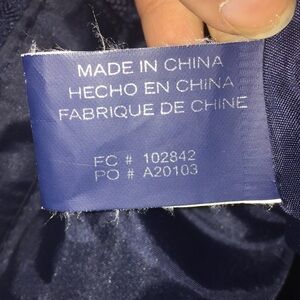 MADE IN CHINA
HECHO EN CHINA
FABRIQUE DE CHINE
FC # 102842
PO # A20103